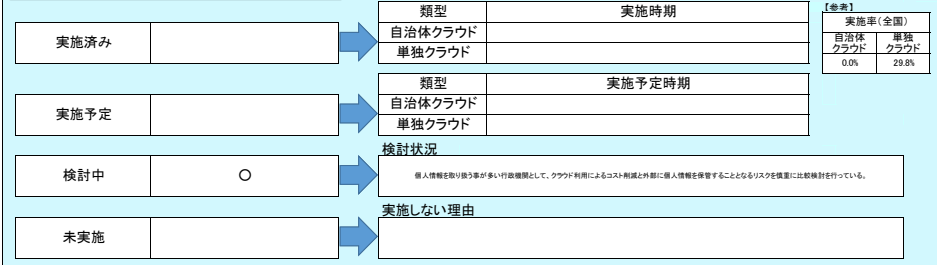 類型 実施時期
実施済み
自治体クラウド
単独クラウド
【参考】
実施率（全国）
自治体クラウド 単独クラウド
0.0% 29.8%
類型 実施予定時期
実施予定
自治体クラウド
単独クラウド
検討状況
検討中 ○ 個人情報を取り扱う事が多い行政機関として、クラウド利用によるコスト削減と外部に個人情報を保管することとなるリスクを慎重に比較検討を行っている。
実施しない理由
未実施